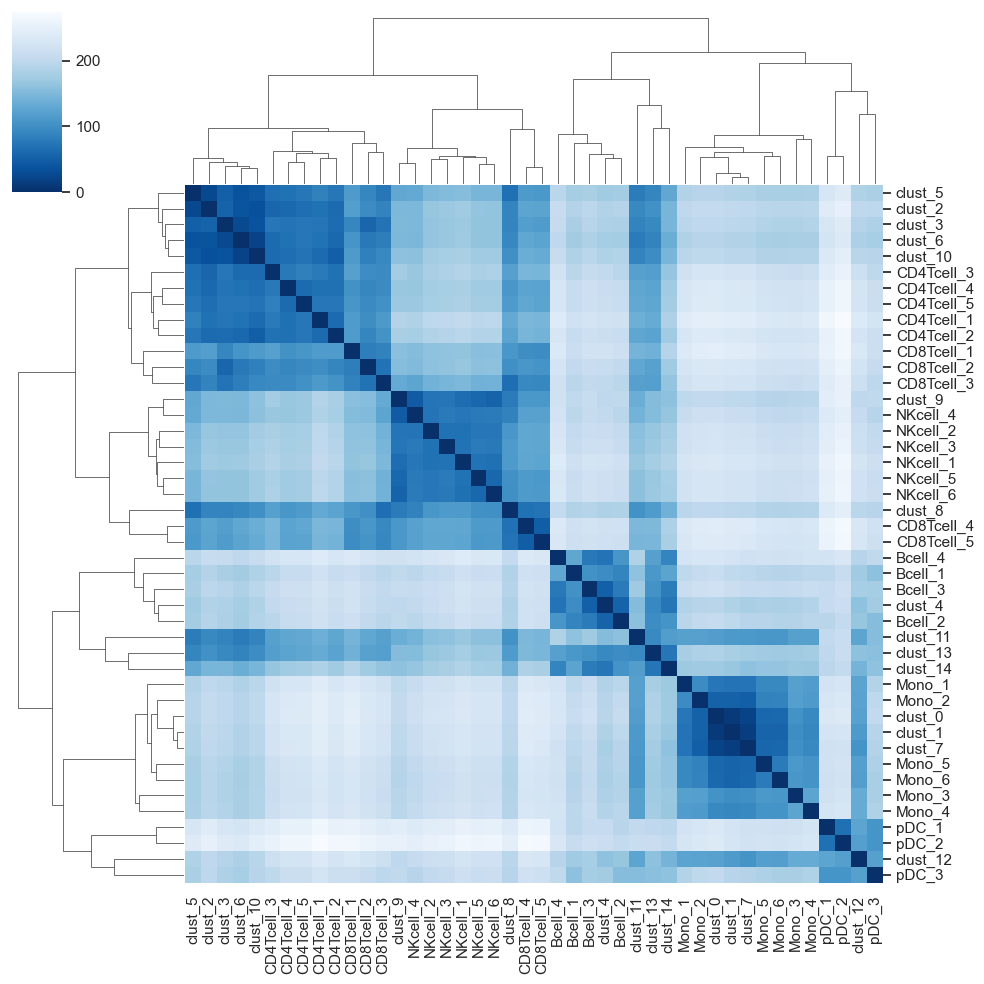 200
100
0
clust_5
clust_2
clust_3
clust_6
clust_10
CD4Tcell_3
CD4Tcell_4
CD4Tcell_5
CD4Tcell_1
CD4Tcell_2
CD8Tcell_1
CD8Tcell_2
CD8Tcell_3
clust_9
NKcell_4
NKcell_2
NKcell_3
NKcell_1
NKcell_5
NKcell_6
clust_8
CD8Tcell_4
CD8Tcell_5
Bcell_4
Bcell_1
Bcell_3
clust_4
Bcell_2
clust_11
clust_13
clust_14
Mono_1
Mono_2
clust_0
clust_1
clust_7
Mono_5
Mono_6
Mono_3
Mono_4
pDC_1
pDC_2
clust_12
pDC_3
clust_5
clust_2
clust_3
clust_6
clust_10
CD4Tcell_3
CD4Tcell_4
CD4Tcell_5
CD4Tcell_1
CD4Tcell_2
CD8Tcell_1
CD8Tcell_2
CD8Tcell_3
clust_9
NKcell_4
NKcell_2
NKcell_3
NKcell_1
NKcell_5
NKcell_6
clust_8
CD8Tcell_4
CD8Tcell_5
Bcell_4
Bcell_1
Bcell_3
clust_4
Bcell_2
clust_11
clust_13
clust_14
Mono_1
Mono_2
clust_0
clust_1
clust_7
Mono_5
Mono_6
Mono_3
Mono_4
pDC_1
pDC_2
clust_12
pDC_3